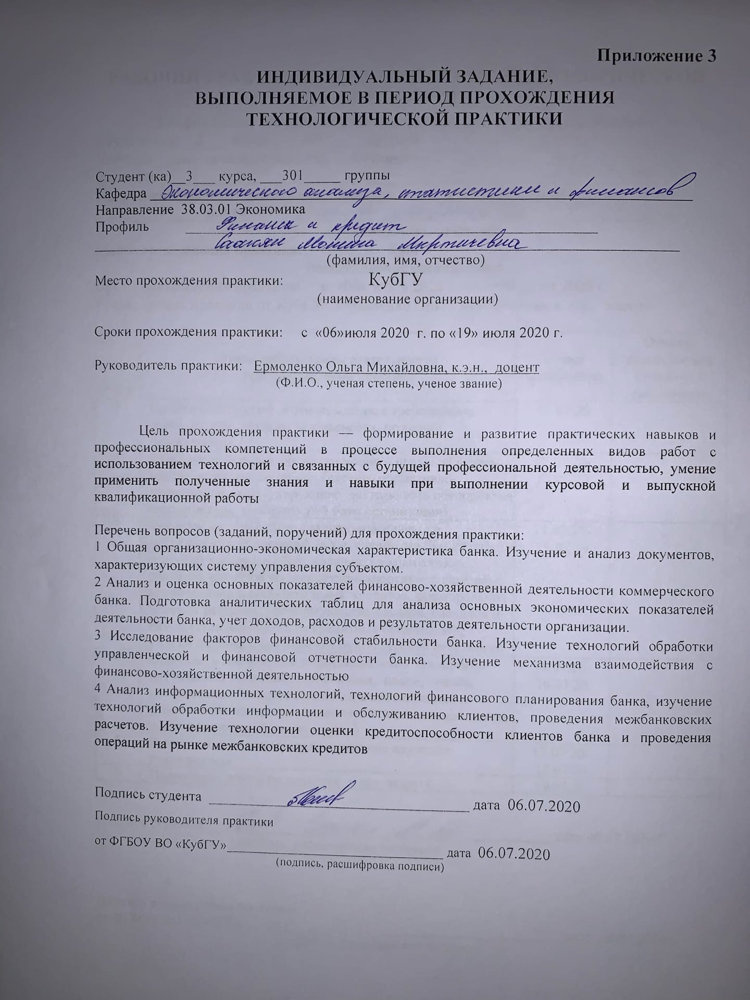 Приложение 3
ИНДИВИДУАЛЬНЫЙ ЗАДАНИЕ,
ВЫПОЛНЯЕМОЕ В ПЕРИОД ПРОХОЖДЕНИЯ
ТЕХНОЛОГИЧЕСКОЙ ПРАКТИКИ
Студент (ка)__3___ курса, ___301_____ группы
Кафедра Экономического анализа, статистики и финансов
Направление 38.03.01 Экономика
Профиль Финансы и кредит
Саакян Монина Мкртичевна
(фамилия, имя, отчество)
Место прохождения практики: КубГУ
(наименование организации)
Сроки прохождения практики: с «06»июля 2020 г. по «19» июля 2020 г.
Руководитель практики: Ермоленко Ольга Михайловна, к.э.н., доцент
(Ф.И.О., ученая степень, ученое звание)
Цель прохождения практики — формирование и развитие практических навыков и
профессиональных компетенций в процессе выполнения определенных видов работ с
использованием технологий и связанных с будущей профессиональной деятельностью, умение
применить полученные знания и навыки при выполнении курсовой и выпускной
квалификационной работы
Перечень вопросов (заданий, поручений) для прохождения практики:
1 Общая организационно-экономическая характеристика банка. Изучение и анализ документов,
характеризующих систему управления субъектом.
2 Анализ и оценка основных показателей финансово-хозяйственной деятельности коммерческого
банка. Подготовка аналитических таблиц для анализа основных экономических показателей
деятельности банка, учет доходов, расходов и результатов деятельности организации.
3 Исследование факторов финансовой стабильности банка. Изучение технологий обработки
управленческой и финансовой отчетности банка. Изучение механизма взаимодействия с
финансово-хозяйственной деятельностью
4 Анализ информационных технологий, технологий финансового планирования банка, изучение
технологий обработки информации и обслуживанию клиентов, проведения межбанковских
расчетов. Изучение технологии оценки кредитоспособности клиентов банка и проведения
операций на рынке межбанковских кредитов
Подпись студента дата 06.07.2020
Подпись руководителя практики
от ФГБОУ ВО «КубГУ» дата 06.07.2020
(подпись, расшифровка подписи)